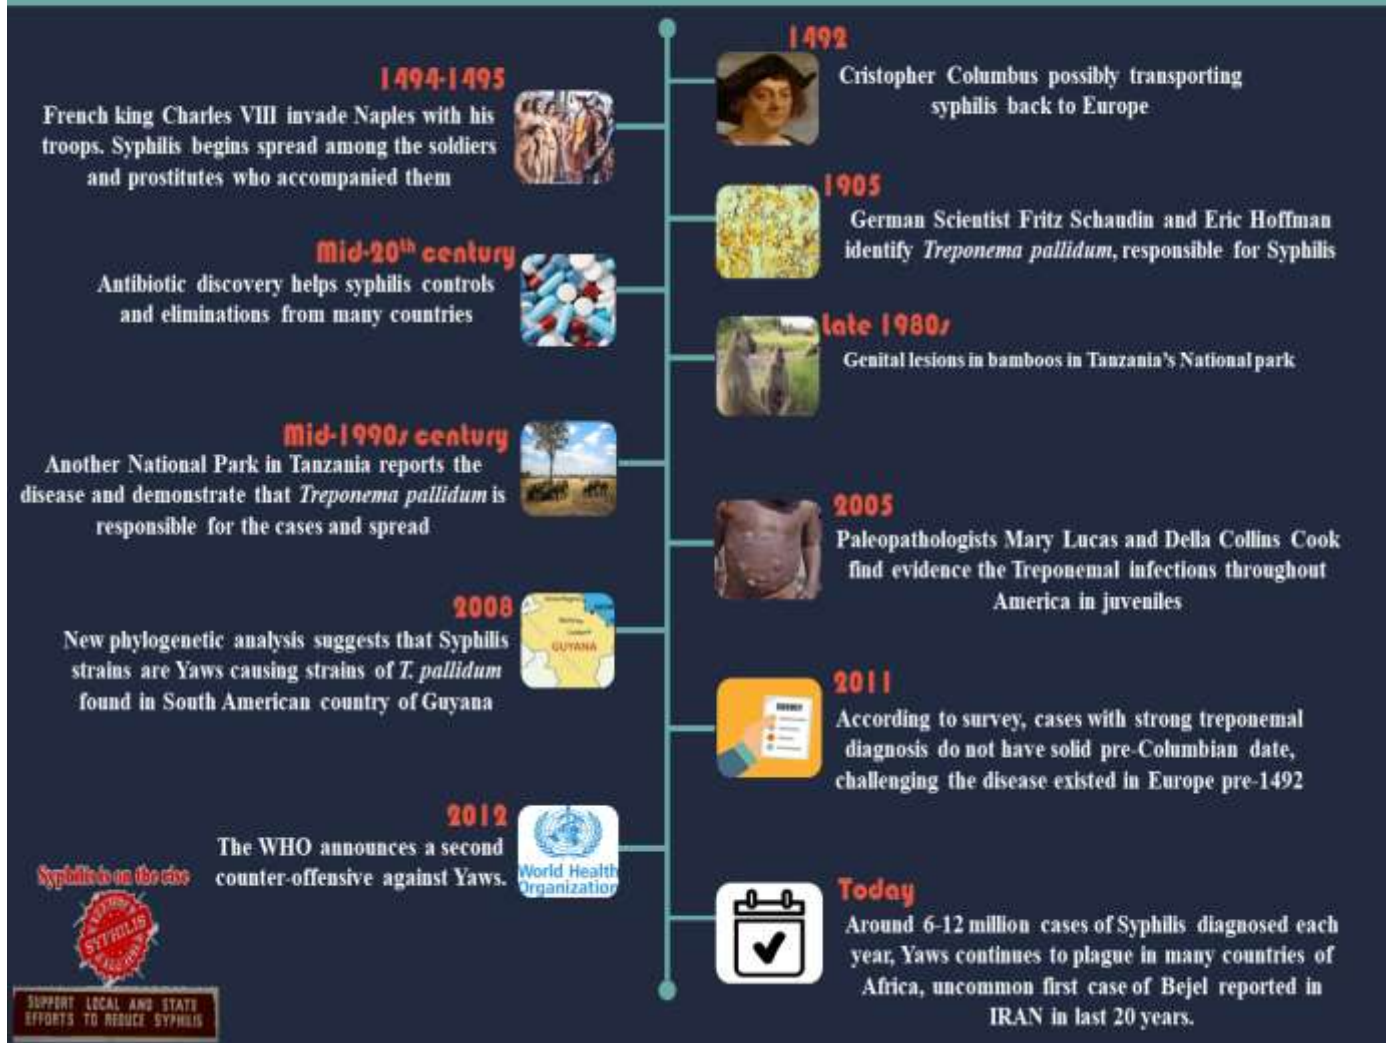 1492
Cristopher Columbus possibly transporting
syphilis back to Europe
1494-1495
French king Charles VIII invade Naples with his
troops. Syphilis begins spread among the soldiers
and prostitutes who accompanied them
1905
German Scientist Fritz Schaudin and Eric Hoffman
identify Treponema pallidum, responsible for Syphilis
Mid-20th century
Antibiotic discovery helps syphilis controls
and eliminations from many countries
Late 1980s
Genital lesions in bamboos in Tanzania's National park
Mid-1990s century
Another National Park in Tanzania reports the
disease and demonstrate that Treponema pallidum is
responsible for the cases and spread
2005
Paleopathologists Mary Lucas and Della Collins Cook
find evidence the Treponemal infections throughout
America in juveniles
2008
New phylogenetic analysis suggests that Syphilis
strains are Yaws causing strains of T. pallidum
found in South American country of Guyana
GUYANA
2011
According to survey, cases with strong treponemal
diagnosis do not have solid pre-Columbian date,
challenging the disease existed in Europe pre-1492
SURVEY
2012
The WHO announces a second
counter-offensive against Yaws.
World Health
Organization
Today
Around 6-12 million cases of Syphilis diagnosed each
year, Yaws continues to plague in many countries of
Africa, uncommon first case of Bejel reported in
IRAN in last 20 years.
Syphilis is on the rise
SYPHILIS
SUPPORT LOCAL AND STATE
EFFORTS TO REDUCE SYPHILIS